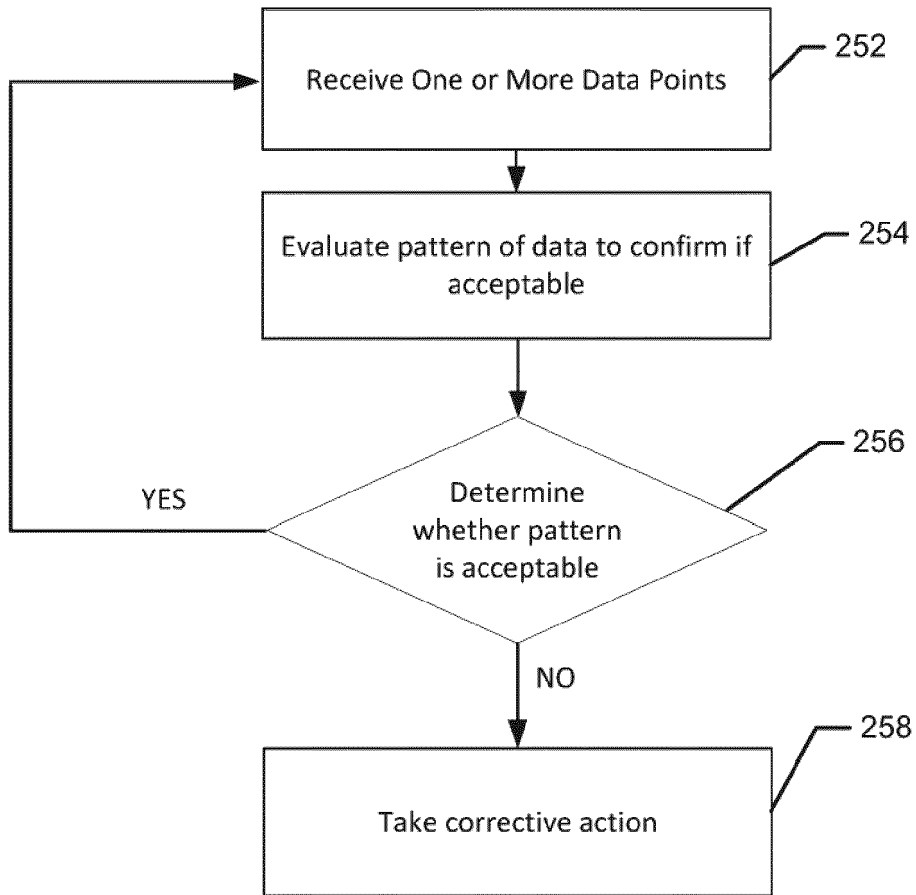 252
Receive One or More Data Points
254
Evaluate pattern of data to confirm if
acceptable
256
Determine
whether pattern
is acceptable
YES
NO
258
Take corrective action